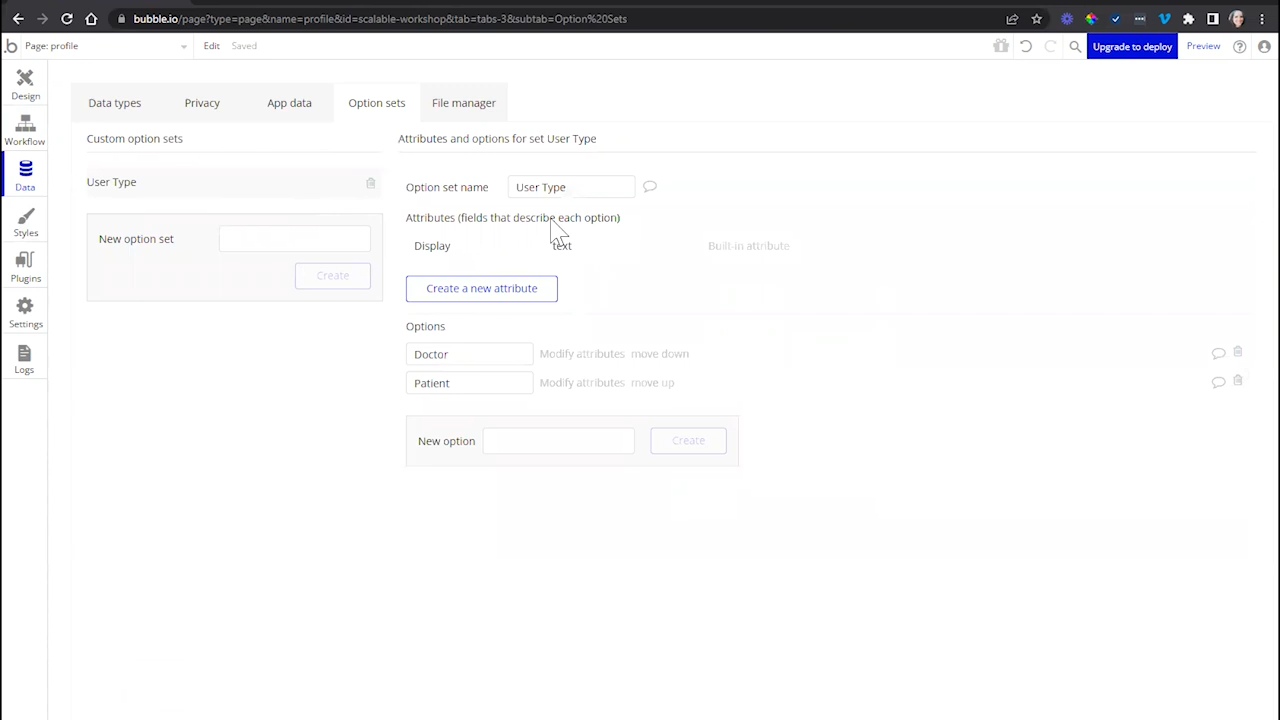 bubble.io/page?type=page&name=profile&id=scalable-workshop&tab=tabs-3&subtab=Option%20Sets
.b Page: profile Edit Saved Upgrade to deploy Preview
Design
Workflow
Data
Styles
Plugins
Settings
Logs
Data types Privacy App data Option sets File manager
Custom option sets
User Type
New option set
Create
Attributes and options for set User Type
Option set name User Type
Attributes (fields that describe each option)
Display text Built-in attribute
Create a new attribute
Options
Doctor Modify attributes move down
Patient Modify attributes move up
New option Create